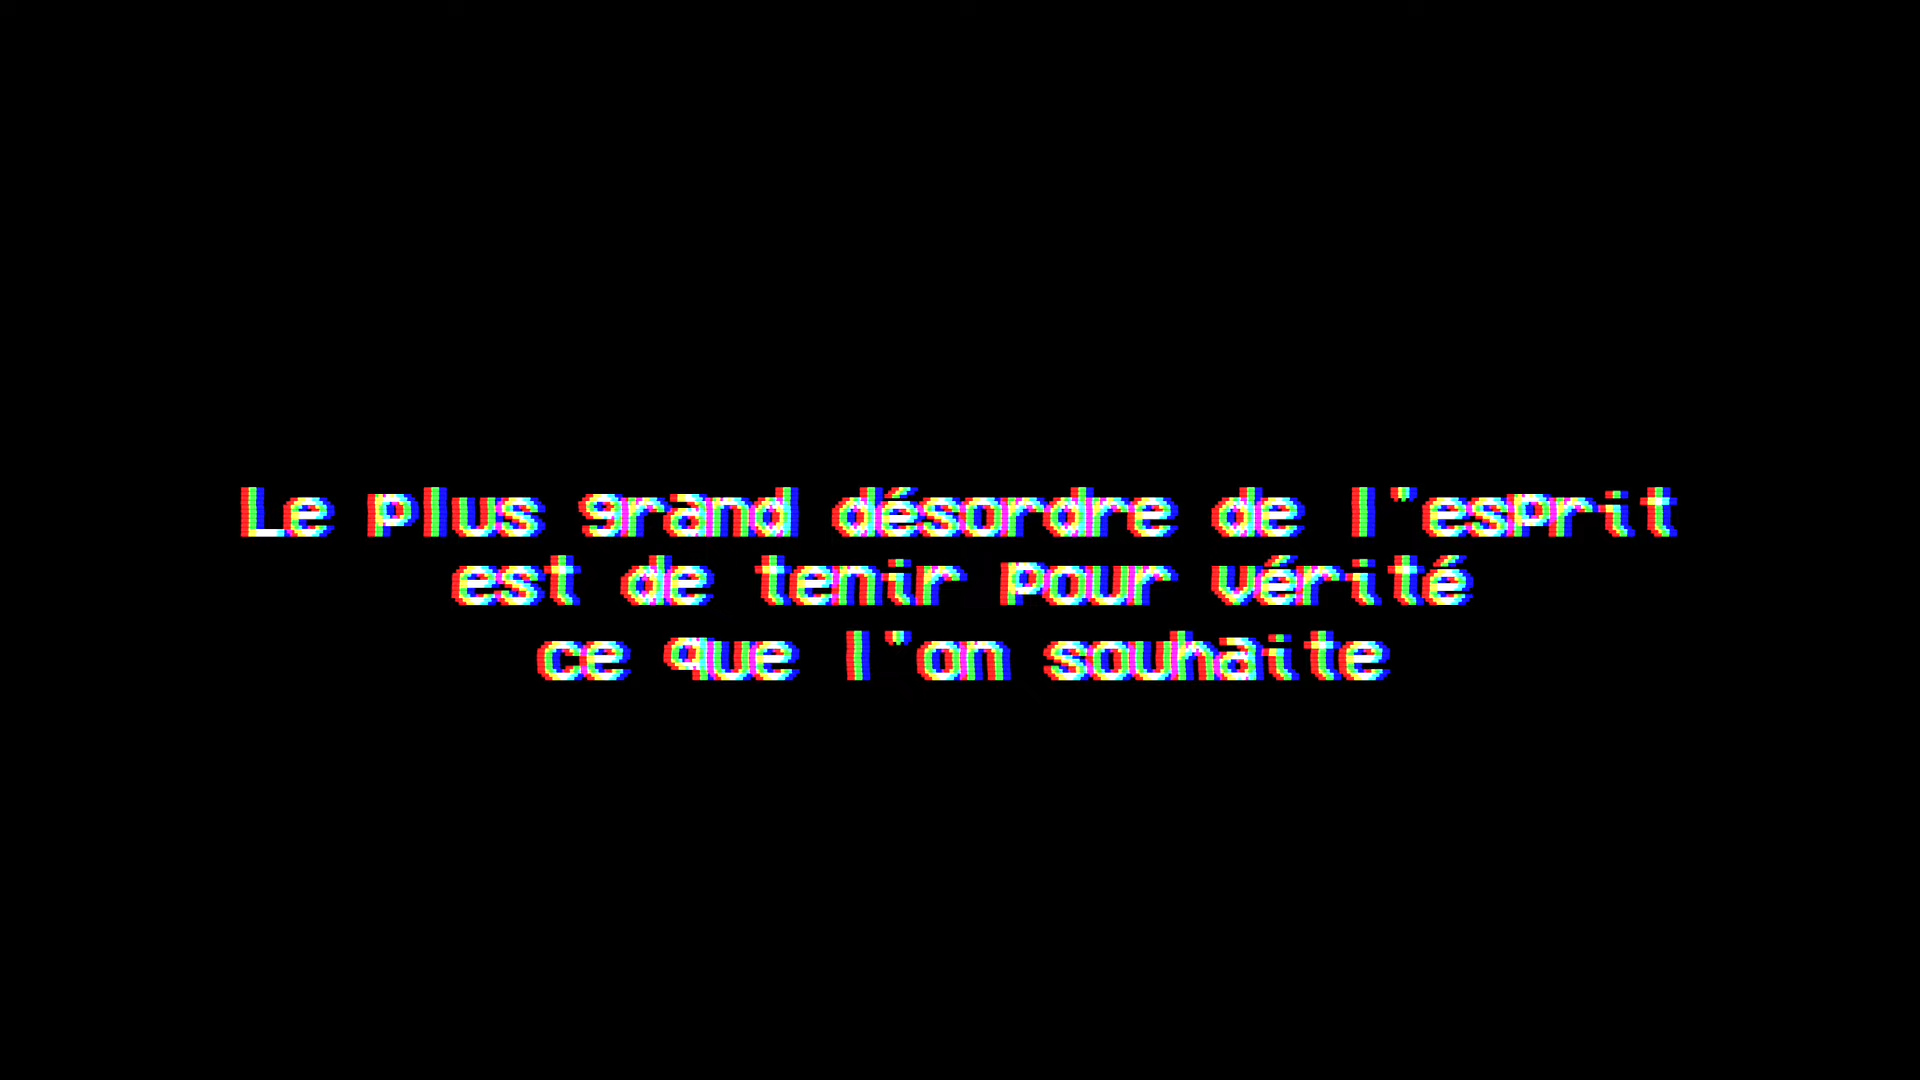 Le plus grand désordre de l'esprit
est de tenir pour vérité
ce que l'on souhaite